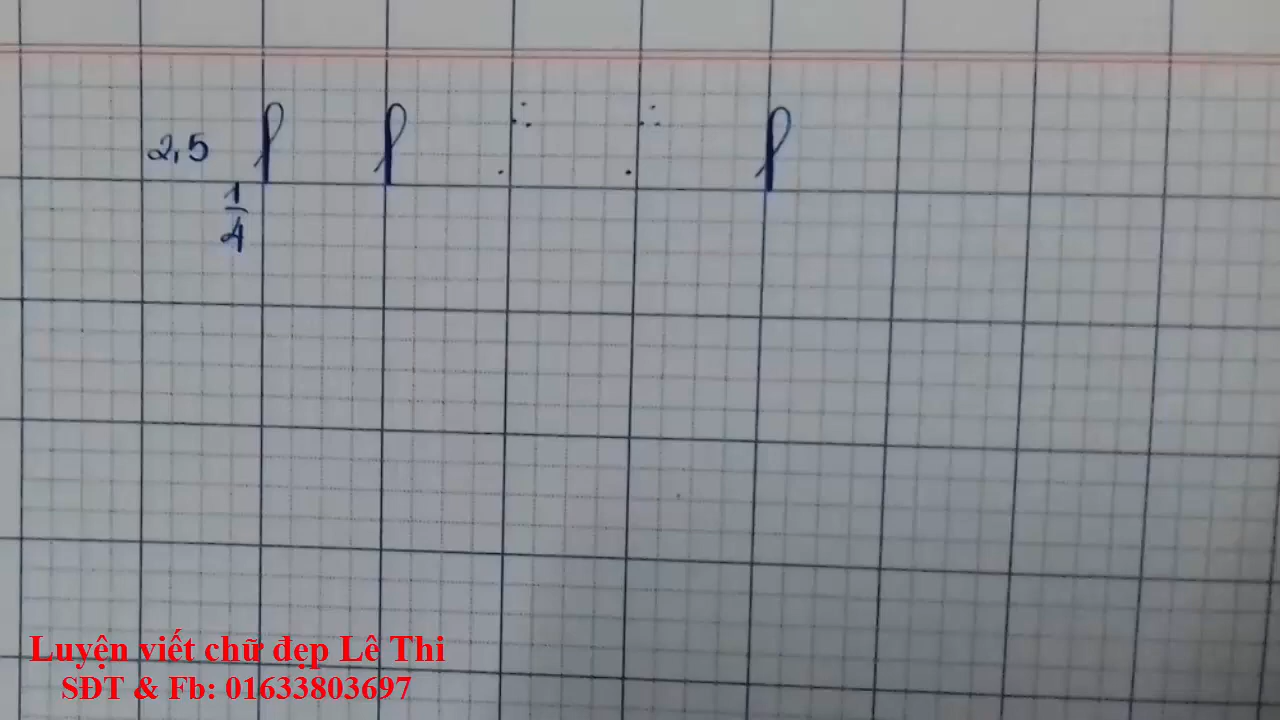 2,5
1/4
Luyện viết chữ đẹp Lê Thi
SĐT & Fb: 01633803697